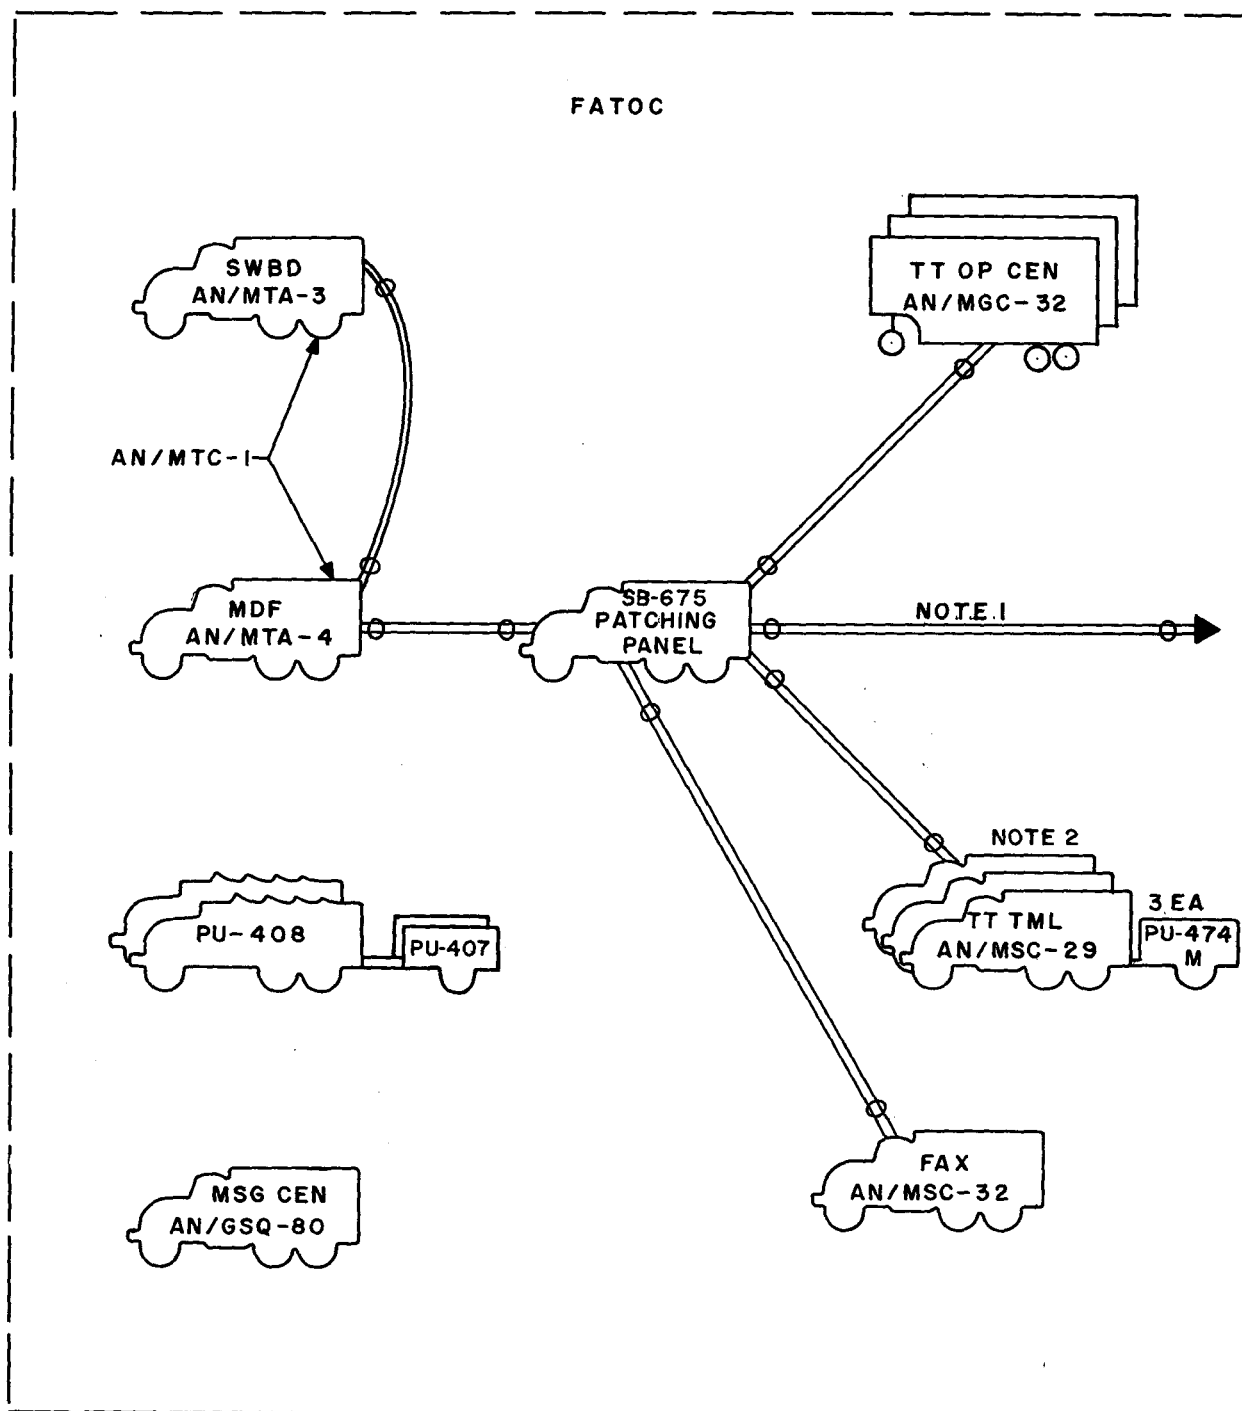 FATOC
SWBD
AN/MTA-3
TT OP CEN
AN/MGC-32
AN/MTC-1
MDF
AN/MTA-4
SB-675
PATCHING
PANEL
NOTE 1
NOTE 2
PU-408
PU-407
TT TML
AN/MSC-29
3 EA
PU-474
M
MSG CEN
AN/GSQ-80
FAX
AN/MSC-32